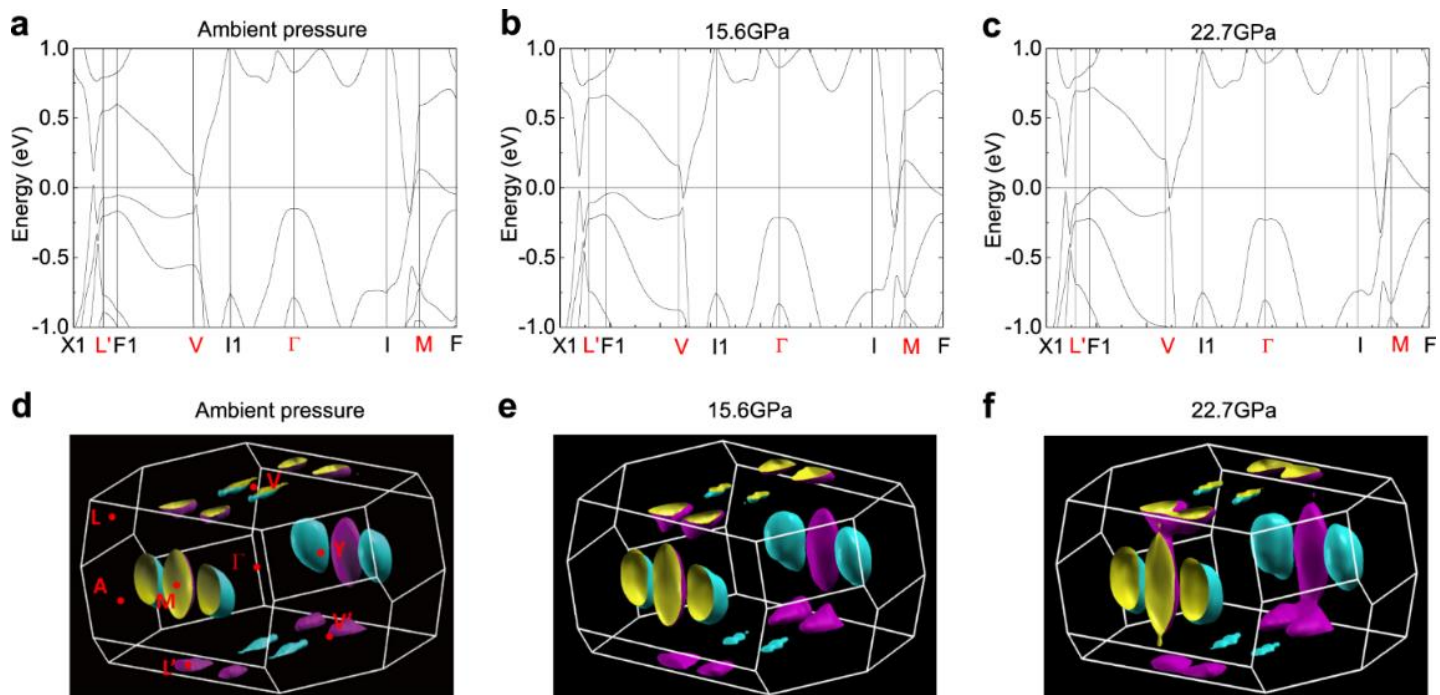 a Ambient pressure
b 15.6GPa
c 22.7GPa
Energy (eV)
1.0
0.5
0.0
-0.5
-1.0
X1 L' F1 V I1 Γ I M F
Energy (eV)
1.0
0.5
0.0
-0.5
-1.0
X1 L' F1 V I1 Γ I M F
Energy (eV)
1.0
0.5
0.0
-0.5
-1.0
X1 L' F1 V I1 Γ I M F
d Ambient pressure
e 15.6GPa
f 22.7GPa
V
L
Y
Γ
A
M
V'
L'